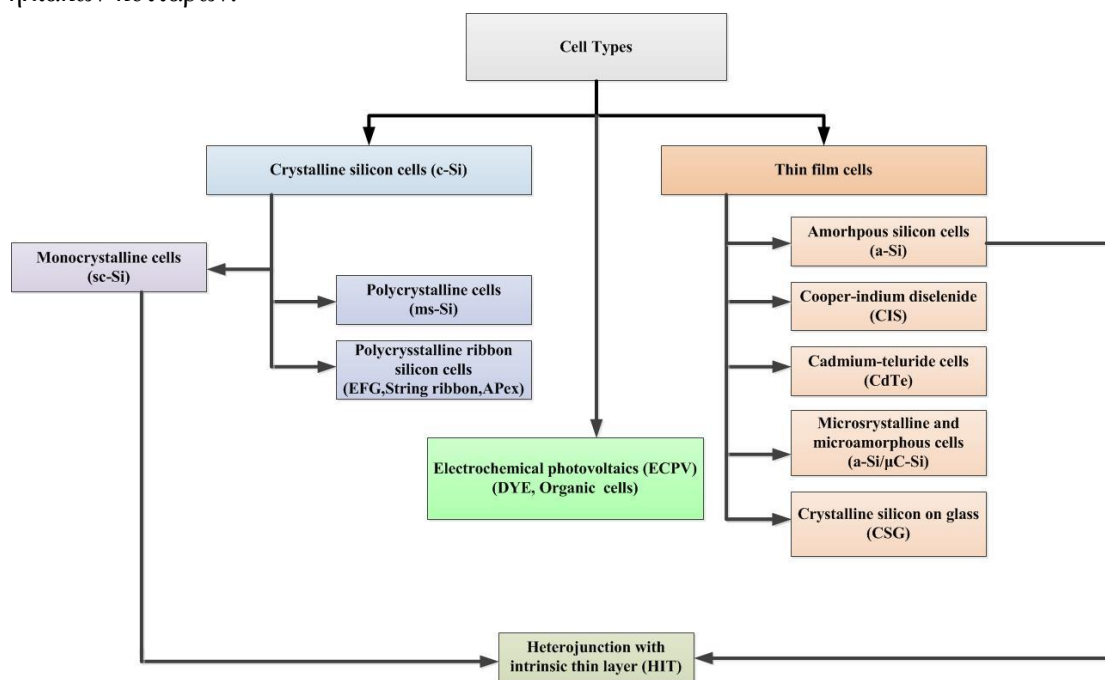 Cell Types
Crystalline silicon cells (c-Si)
Thin film cells
Monocrystalline cells
(sc-Si)
Polycrystalline cells
(ms-Si)
Polycrysstalline ribbon
silicon cells
(EFG,String ribbon,APex)
Electrochemical photovoltaics (ECPV)
(DYE, Organic cells)
Amorhpous silicon cells
(a-Si)
Cooper-indium diselenide
(CIS)
Cadmium-teluride cells
(CdTe)
Microsrystalline and
microamorphous cells
(a-Si/μC-Si)
Crystalline silicon on glass
(CSG)
Heterojunction with
intrinsic thin layer (HIT)